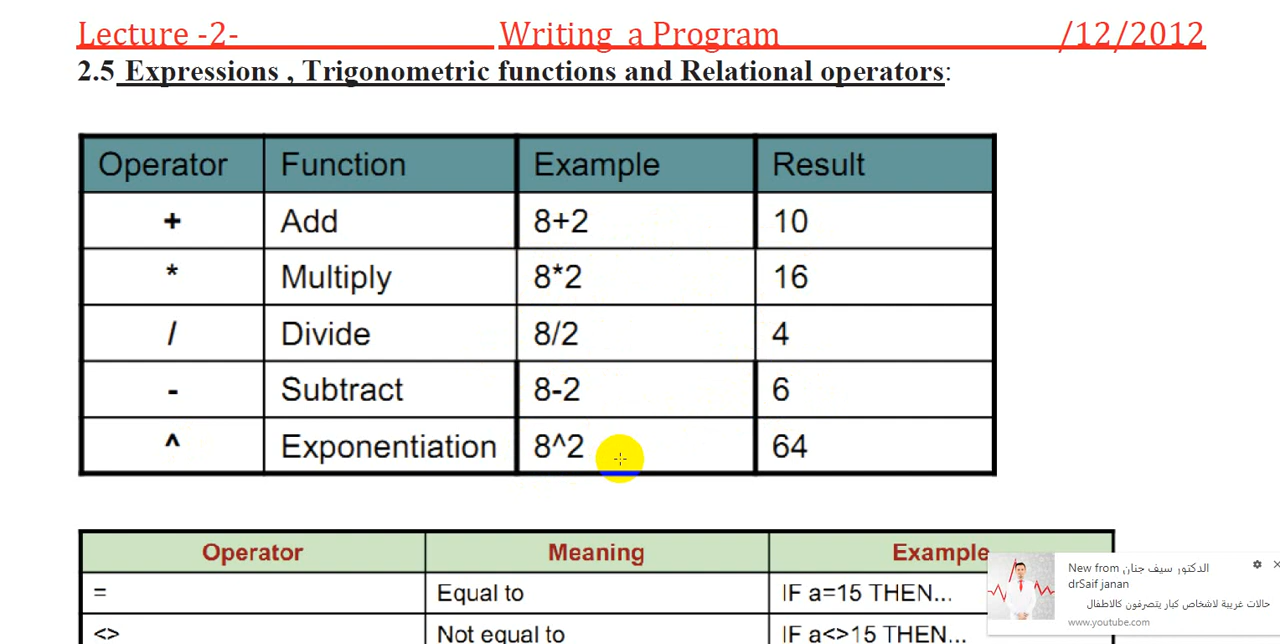 Lecture -2- Writing a Program /12/2012
2.5 Expressions , Trigonometric functions and Relational operators:
Operator Function Example Result
+ Add 8+2 10
* Multiply 8*2 16
/ Divide 8/2 4
- Subtract 8-2 6
^ Exponentiation 8^2 64
Operator Meaning Example
= Equal to IF a=15 THEN...
<> Not equal to IF a<>15 THEN...
New from الدكتور سيف جنان
drSaif janan
حالات غريبة لاشخاص كبار يتصرفون كالاطفال
www.youtube.com